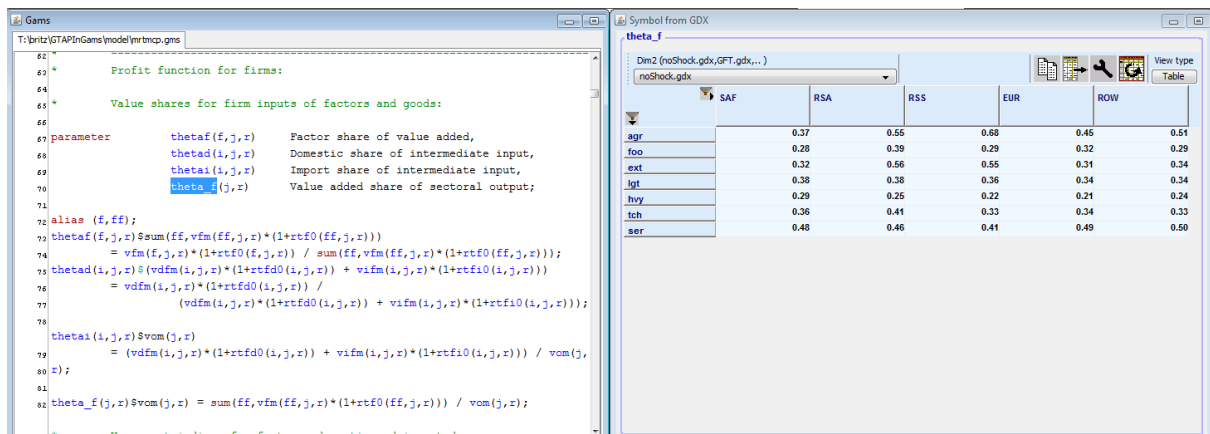 Gams
T:\britz\GTAPInGams\model\mrtmcp.gms
62 *
63 * Profit function for firms:
64
65 * Value shares for firm inputs of factors and goods:
66
67 parameter thetaf(f,j,r) Factor share of value added,
68 thetad(i,j,r) Domestic share of intermediate input,
69 thetai(i,j,r) Import share of intermediate input,
70 theta_f(j,r) Value added share of sectoral output;
71
72 alias (f,ff);
73 thetaf(f,j,r)$sum(ff,vfm(ff,j,r)*(1+rtf0(ff,j,r)))
74 = vfm(f,j,r)*(1+rtf0(f,j,r)) / sum(ff,vfm(ff,j,r)*(1+rtf0(ff,j,r)));
75 thetad(i,j,r)$(vdfm(i,j,r)*(1+rtfd0(i,j,r)) + vifm(i,j,r)*(1+rtfi0(i,j,r)))
76 = vdfm(i,j,r)*(1+rtfd0(i,j,r)) /
77 (vdfm(i,j,r)*(1+rtfd0(i,j,r)) + vifm(i,j,r)*(1+rtfi0(i,j,r)));
78
thetai(i,j,r)$vom(j,r)
79 = (vdfm(i,j,r)*(1+rtfd0(i,j,r)) + vifm(i,j,r)*(1+rtfi0(i,j,r))) / vom(j,
80 r);
81
82 theta_f(j,r)$vom(j,r) = sum(ff,vfm(ff,j,r)*(1+rtf0(ff,j,r))) / vom(j,r);
Symbol from GDX
theta_f
Dim2 (noShock.gdx,GFT.gdx,.. )
noShock.gdx
View type
Table
SAF RSA RSS EUR ROW
agr 0.37 0.55 0.68 0.45 0.51
foo 0.28 0.39 0.29 0.32 0.29
ext 0.32 0.56 0.55 0.31 0.34
lgt 0.38 0.38 0.36 0.34 0.34
hvy 0.29 0.25 0.22 0.21 0.24
tch 0.36 0.41 0.33 0.34 0.33
ser 0.48 0.46 0.41 0.49 0.50